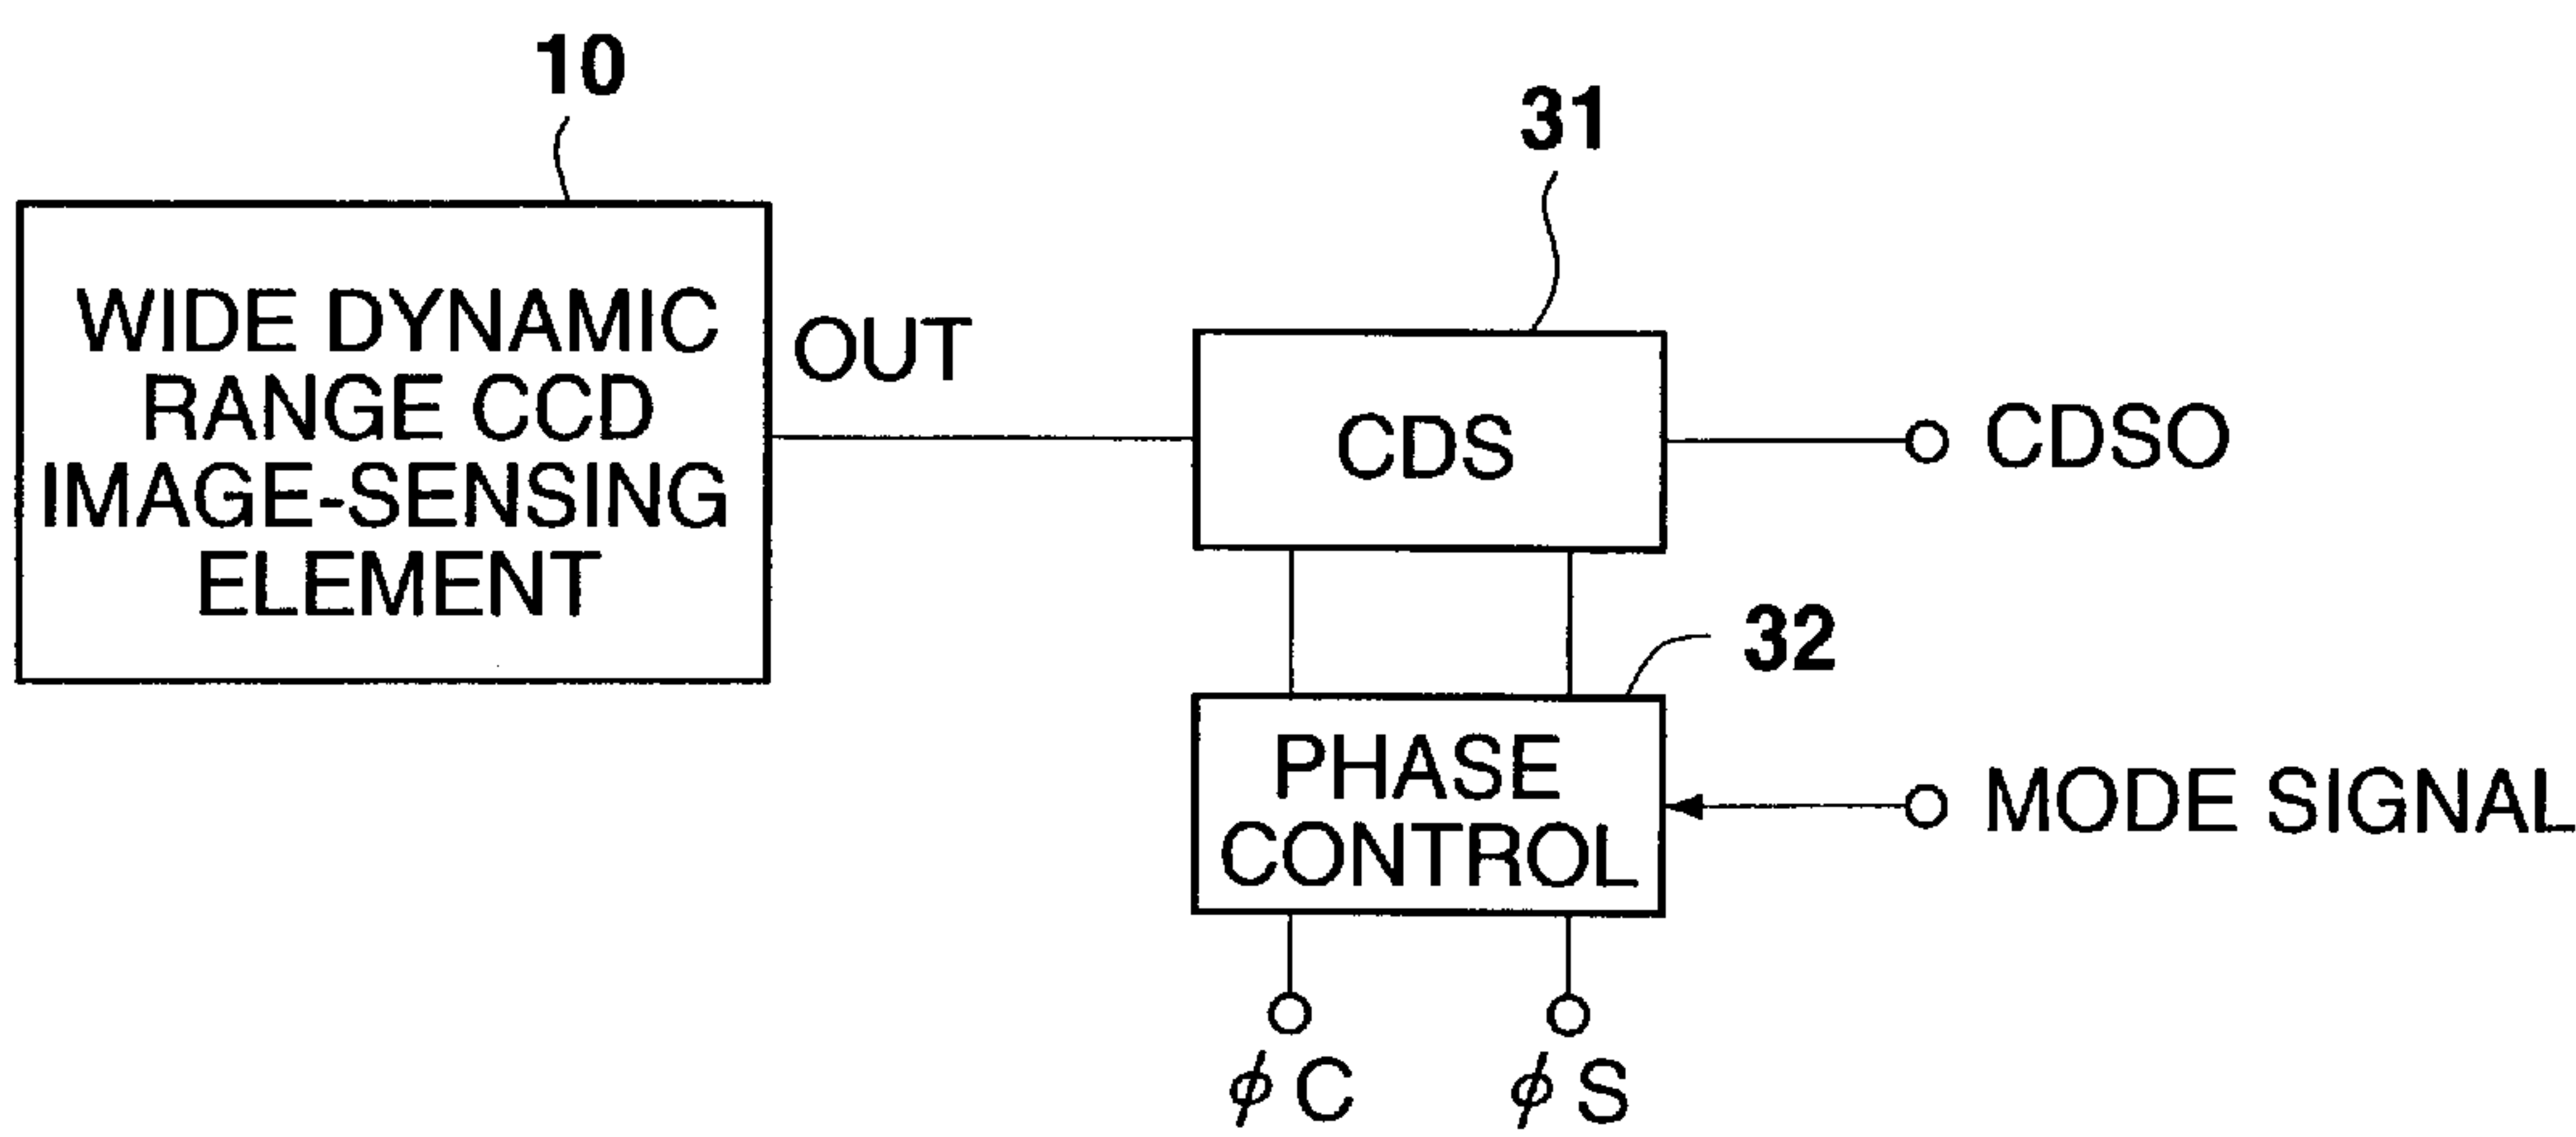 10
WIDE DYNAMIC
RANGE CCD
IMAGE-SENSING
ELEMENT
OUT
31
CDS
CDSO
32
PHASE
CONTROL
MODE SIGNAL
ϕC
ϕS